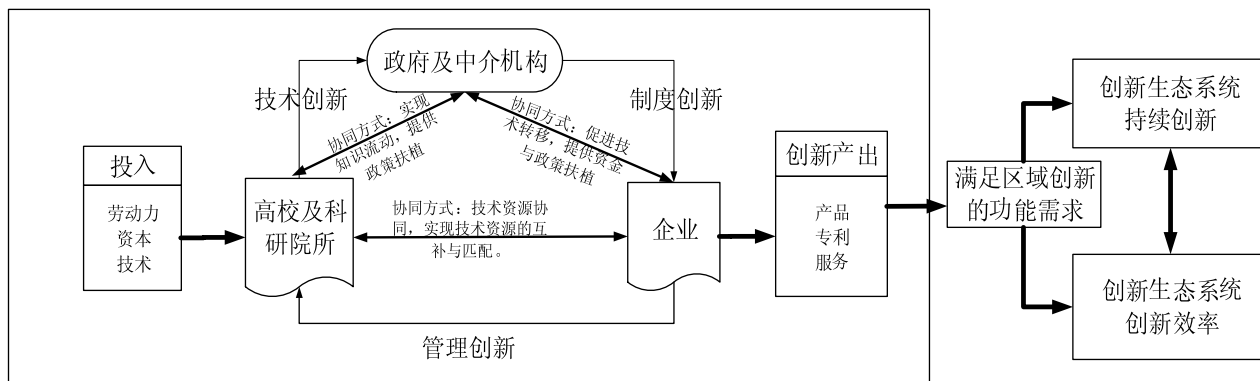 政府及中介机构
技术创新
制度创新
协同方式：实现
知识流动，提供
政策扶植
协同方式：促进技
术转移，提供资金
与政策扶植
投入
劳动力
资本
技术
高校及科
研院所
协同方式：技术资源协
同，实现技术资源的互
补与匹配。
企业
管理创新
创新产出
产品
专利
服务
满足区域创新
的功能需求
创新生态系统
持续创新
创新生态系统
创新效率